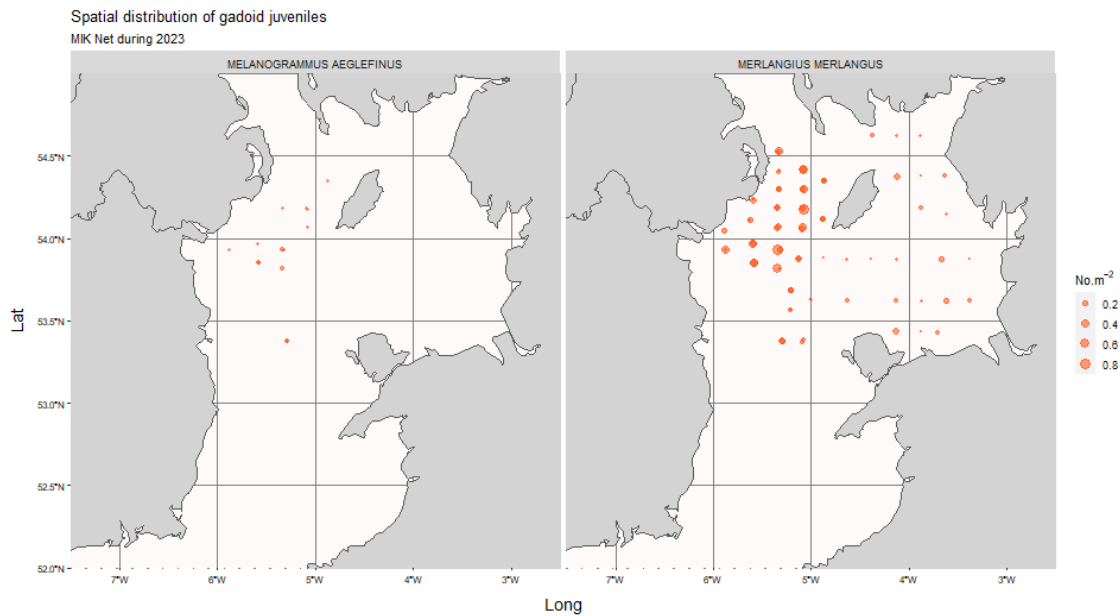 Spatial distribution of gadoid juveniles
MIK Net during 2023
MELANOGRAMMUS AEGLEFINUS
MERLANGIUS MERLANGUS
54.5°N
54.0°N
53.5°N
53.0°N
52.5°N
52.0°N
Lat
7°W 6°W 5°W 4°W 3°W
7°W 6°W 5°W 4°W 3°W
Long
No.m⁻²
0.2
0.4
0.6
0.8